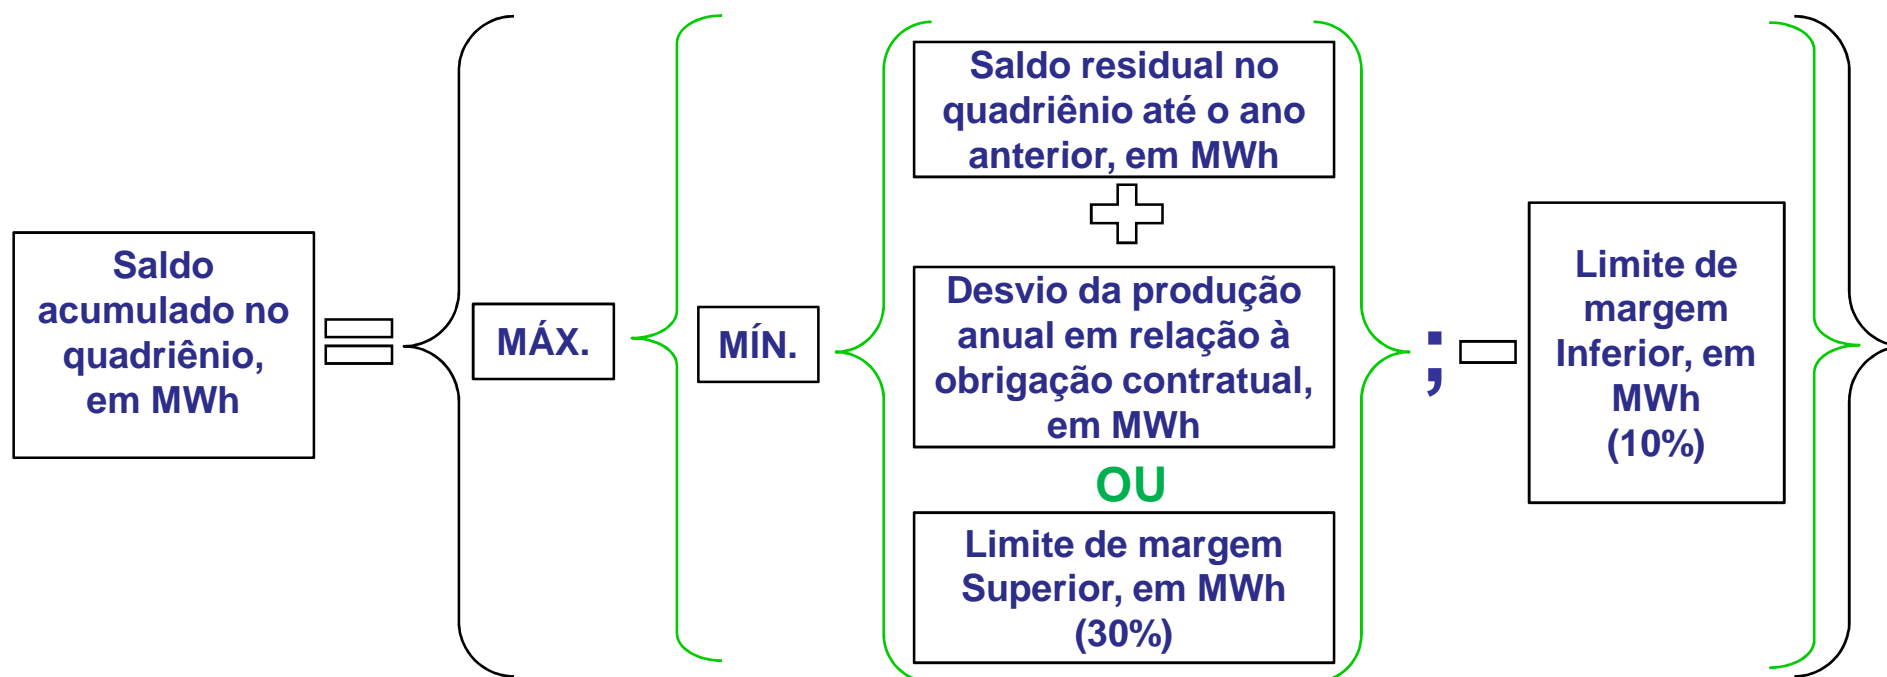 Saldo
acumulado no
quadriênio,
em MWh
MÁX.
MÍN.
Saldo residual no
quadriênio até o ano
anterior, em MWh
Desvio da produção
anual em relação à
obrigação contratual,
em MWh
OU
Limite de margem
Superior, em MWh
(30%)
;
Limite de
margem
Inferior, em
MWh
(10%)